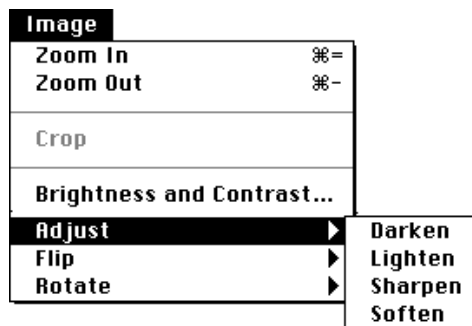 Image
Zoom In ⌘=
Zoom Out ⌘-
Crop
Brightness and Contrast...
Adjust
Flip
Rotate
Darken
Lighten
Sharpen
Soften